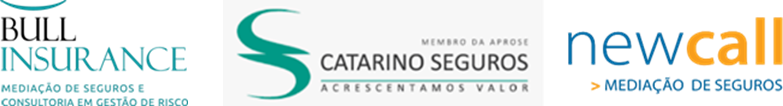 BULL
INSURANCE
MEDIAÇÃO DE SEGUROS E
CONSULTORIA EM GESTÃO DE RISCO
MEMBRO DA APROSE
CATARINO SEGUROS
ACRESCENTAMOS VALOR
newcall
> MEDIAÇÃO DE SEGUROS